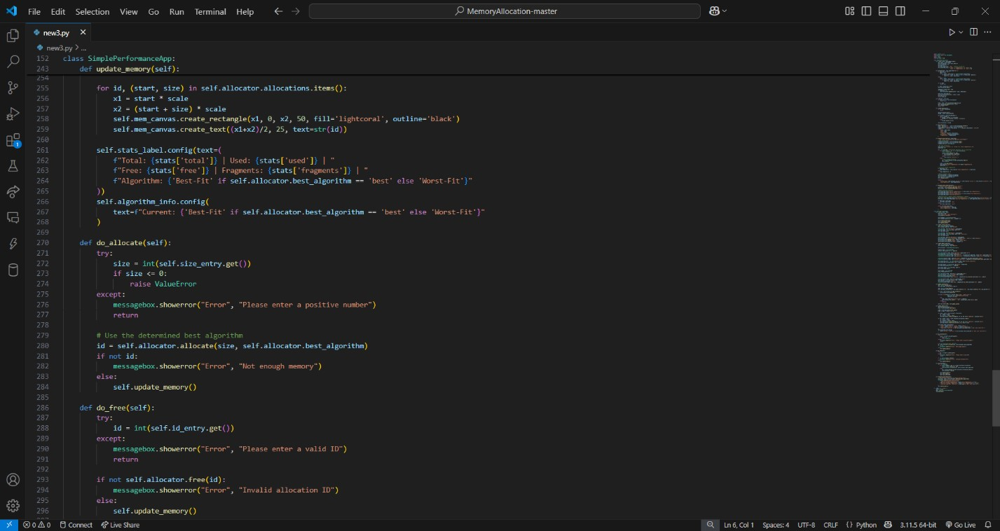 File Edit Selection View Go Run Terminal Help
MemoryAllocation-master
new3.py
new3.py > ...
152 class SimplePerformanceApp:
243     def update_memory(self):
254
255         for id, (start, size) in self.allocator.allocations.items():
256             x1 = start * scale
257             x2 = (start + size) * scale
258             self.mem_canvas.create_rectangle(x1, 0, x2, 50, fill='lightcoral', outline='black')
259             self.mem_canvas.create_text((x1+x2)/2, 25, text=str(id))
260
261         self.stats_label.config(text=(
262             f"Total: {stats['total']} | Used: {stats['used']} | "
263             f"Free: {stats['free']} | Fragments: {stats['fragments']} | "
264             f"Algorithm: {'Best-Fit' if self.allocator.best_algorithm == 'best' else 'Worst-Fit'}"
265         ))
266         self.algorithm_info.config(
267             text=f"Current: {'Best-Fit' if self.allocator.best_algorithm == 'best' else 'Worst-Fit'}"
268         )
269
270     def do_allocate(self):
271         try:
272             size = int(self.size_entry.get())
273             if size <= 0:
274                 raise ValueError
275         except:
276             messagebox.showerror("Error", "Please enter a positive number")
277             return
278
279         # Use the determined best algorithm
280         id = self.allocator.allocate(size, self.allocator.best_algorithm)
281         if not id:
282             messagebox.showerror("Error", "Not enough memory")
283         else:
284             self.update_memory()
285
286     def do_free(self):
287         try:
288             id = int(self.id_entry.get())
289         except:
290             messagebox.showerror("Error", "Please enter a valid ID")
291             return
292
293         if not self.allocator.free(id):
294             messagebox.showerror("Error", "Invalid allocation ID")
295         else:
296             self.update_memory()
1
0 0 Connect Live Share Ln 6, Col 1 Spaces: 4 UTF-8 CRLF {} Python 3.11.5 64-bit Go Live